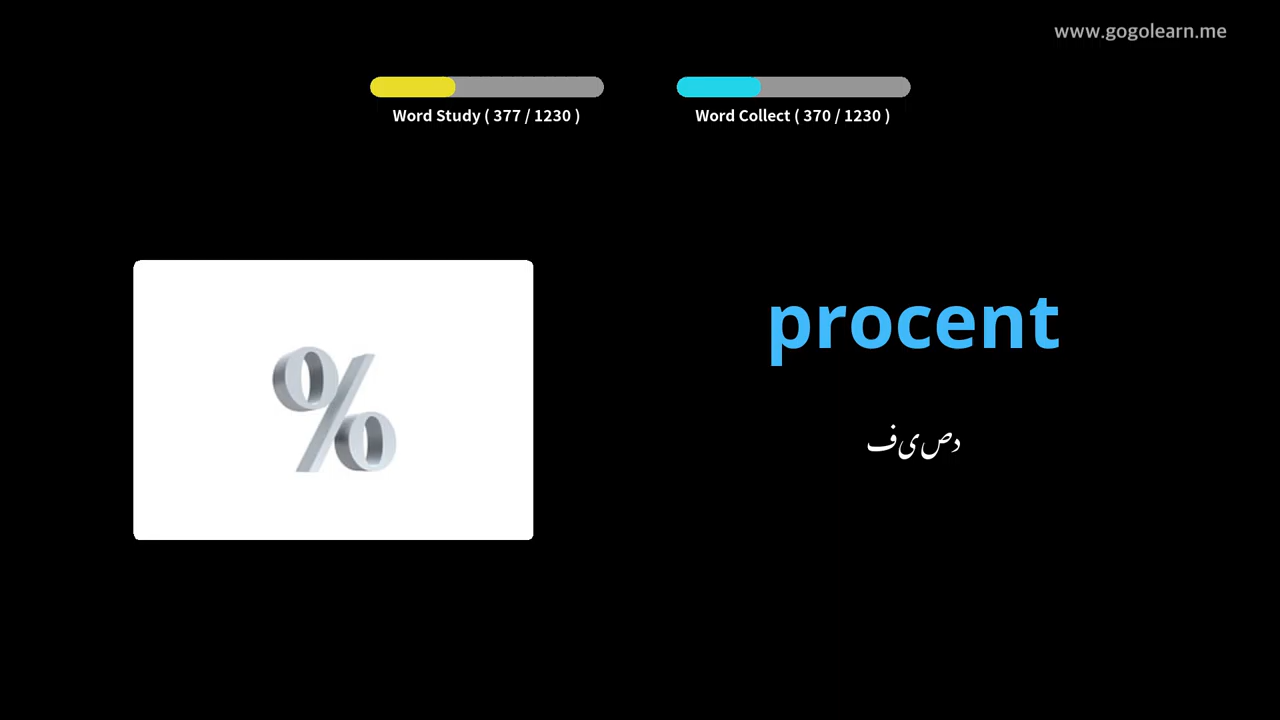 www.gogolearn.me
Word Study ( 377 / 1230 )
Word Collect ( 370 / 1230 )
procent
فیصد